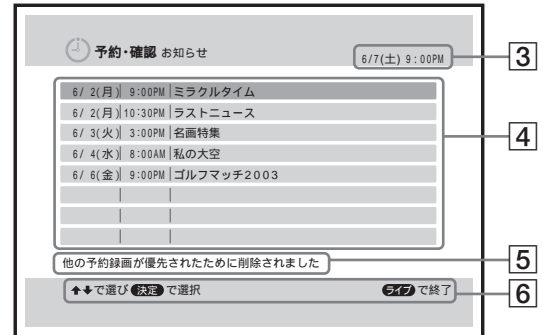 予約・確認 お知らせ
6/7(土) 9:00PM
3
6/ 2(月) 9:00PM ミラクルタイム
6/ 2(月) 10:30PM ラストニュース
6/ 3(火) 3:00PM 名画特集
4
6/ 4(水) 8:00AM 私の大空
6/ 6(金) 9:00PM ゴルフマッチ2003
他の予約録画が優先されたために削除されました
5
↑↓で選び 決定 で選択 ライブ で終了
6